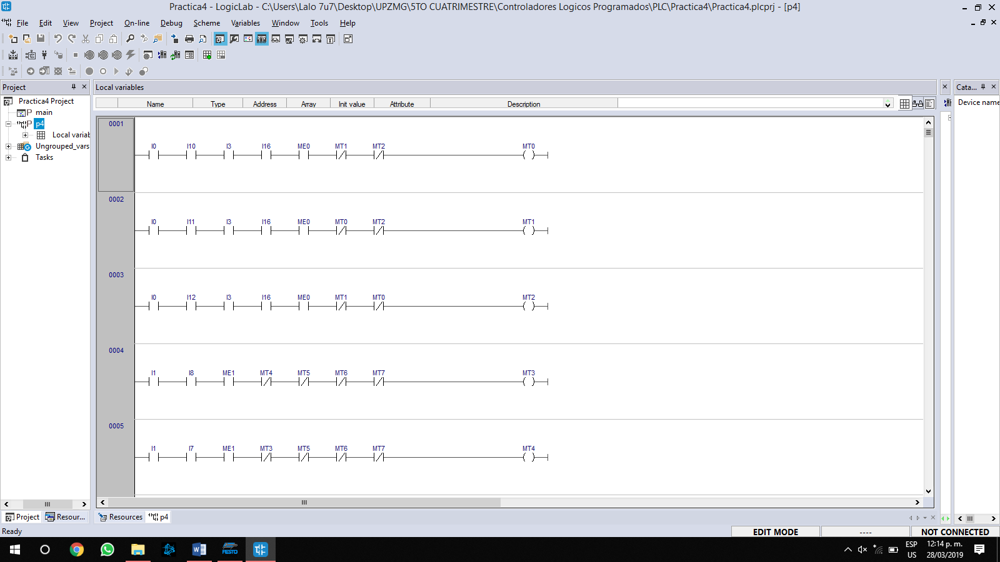 Practica4 - LogicLab - C:\Users\Lalo 7u7\Desktop\UPZMG\5TO CUATRIMESTRE\Controladores Logicos Programados\PLC\Practica4\Practica4.plcprj - [p4]
File Edit View Project On-line Debug Scheme Variables Window Tools Help
Project
Local variables
Cata...
Practica4 Project
main
p4
Local variab
Ungrouped_vars
Tasks
Name Type Address Array Init value Attribute Description
Device name
0001
I0 I10 I3 I16 ME0 MT1 MT2 MT0
0002
I0 I11 I3 I16 ME0 MT0 MT2 MT1
0003
I0 I12 I3 I16 ME0 MT1 MT0 MT2
0004
I1 I8 ME1 MT4 MT5 MT6 MT7 MT3
0005
I1 I7 ME1 MT3 MT5 MT6 MT7 MT4
Project Resour...
Resources p4
Ready
EDIT MODE ---- NOT CONNECTED
FESTO
ESP
US
12:14 p. m.
28/03/2019